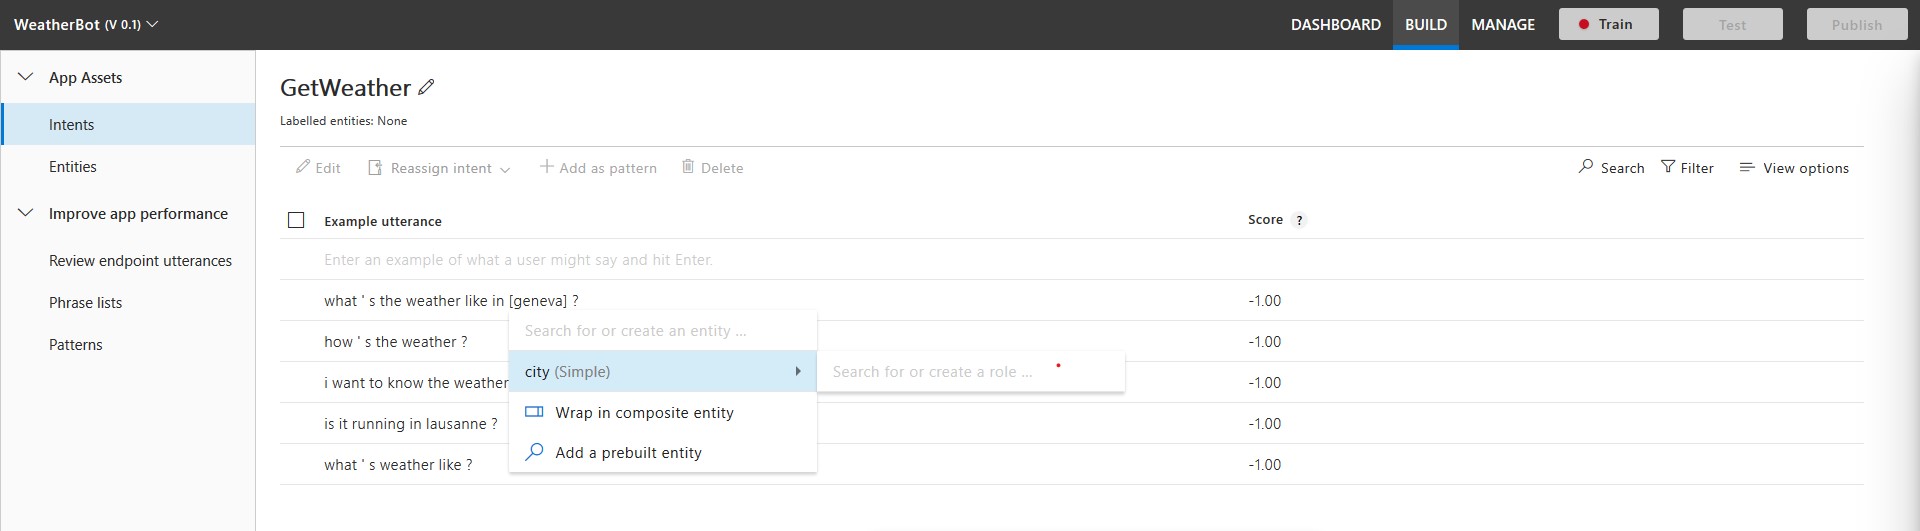 WeatherBot (V 0.1)
DASHBOARD BUILD MANAGE Train Test Publish
App Assets
Intents
Entities
Improve app performance
Review endpoint utterances
Phrase lists
Patterns
GetWeather
Labelled entities: None
Edit Reassign intent Add as pattern Delete
Search Filter View options
Example utterance Score ?
Enter an example of what a user might say and hit Enter.
what ' s the weather like in [geneva] ? -1.00
Search for or create an entity ...
how ' s the weather ? -1.00
city (Simple) Search for or create a role ...
i want to know the weather -1.00
Wrap in composite entity
is it running in lausanne ? -1.00
Add a prebuilt entity
what ' s weather like ? -1.00